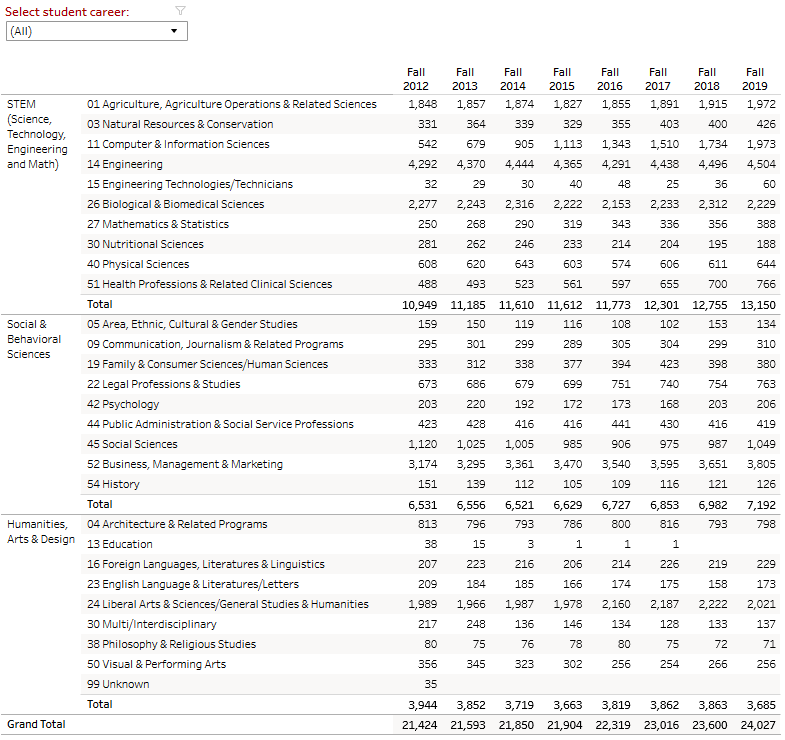 Select student career:
(All)
Fall Fall Fall Fall Fall Fall Fall Fall
2012 2013 2014 2015 2016 2017 2018 2019
STEM 01 Agriculture, Agriculture Operations & Related Sciences 1,848 1,857 1,874 1,827 1,855 1,891 1,915 1,972
(Science,
Technology, 03 Natural Resources & Conservation 331 364 339 329 355 403 400 426
Engineering 11 Computer & Information Sciences 542 679 905 1,113 1,343 1,510 1,734 1,973
and Math) 14 Engineering 4,292 4,370 4,444 4,365 4,291 4,438 4,496 4,504
15 Engineering Technologies/Technicians 32 29 30 40 48 25 36 60
26 Biological & Biomedical Sciences 2,277 2,243 2,316 2,222 2,153 2,233 2,312 2,229
27 Mathematics & Statistics 250 268 290 319 343 336 356 388
30 Nutritional Sciences 281 262 246 233 214 204 195 188
40 Physical Sciences 608 620 643 603 574 606 611 644
51 Health Professions & Related Clinical Sciences 488 493 523 561 597 655 700 766
Total 10,949 11,185 11,610 11,612 11,773 12,301 12,755 13,150
Social & 05 Area, Ethnic, Cultural & Gender Studies 159 150 119 116 108 102 153 134
Behavioral 09 Communication, Journalism & Related Programs 295 301 299 289 305 304 299 310
Sciences 19 Family & Consumer Sciences/Human Sciences 333 312 338 377 394 423 398 380
22 Legal Professions & Studies 673 686 679 699 751 740 754 763
42 Psychology 203 220 192 172 173 168 203 206
44 Public Administration & Social Service Professions 423 428 416 416 441 430 416 419
45 Social Sciences 1,120 1,025 1,005 985 906 975 987 1,049
52 Business, Management & Marketing 3,174 3,295 3,361 3,470 3,540 3,595 3,651 3,805
54 History 151 139 112 105 109 116 121 126
Total 6,531 6,556 6,521 6,629 6,727 6,853 6,982 7,192
Humanities, 04 Architecture & Related Programs 813 796 793 786 800 816 793 798
Arts & Design 13 Education 38 15 3 1 1 1
16 Foreign Languages, Literatures & Linguistics 207 223 216 206 214 226 219 229
23 English Language & Literatures/Letters 209 184 185 166 174 175 158 173
24 Liberal Arts & Sciences/General Studies & Humanities 1,989 1,966 1,987 1,978 2,160 2,187 2,222 2,021
30 Multi/Interdisciplinary 217 248 136 146 134 128 133 137
38 Philosophy & Religious Studies 80 75 76 78 80 75 72 71
50 Visual & Performing Arts 356 345 323 302 256 254 266 256
99 Unknown 35
Total 3,944 3,852 3,719 3,663 3,819 3,862 3,863 3,685
Grand Total 21,424 21,593 21,850 21,904 22,319 23,016 23,600 24,027